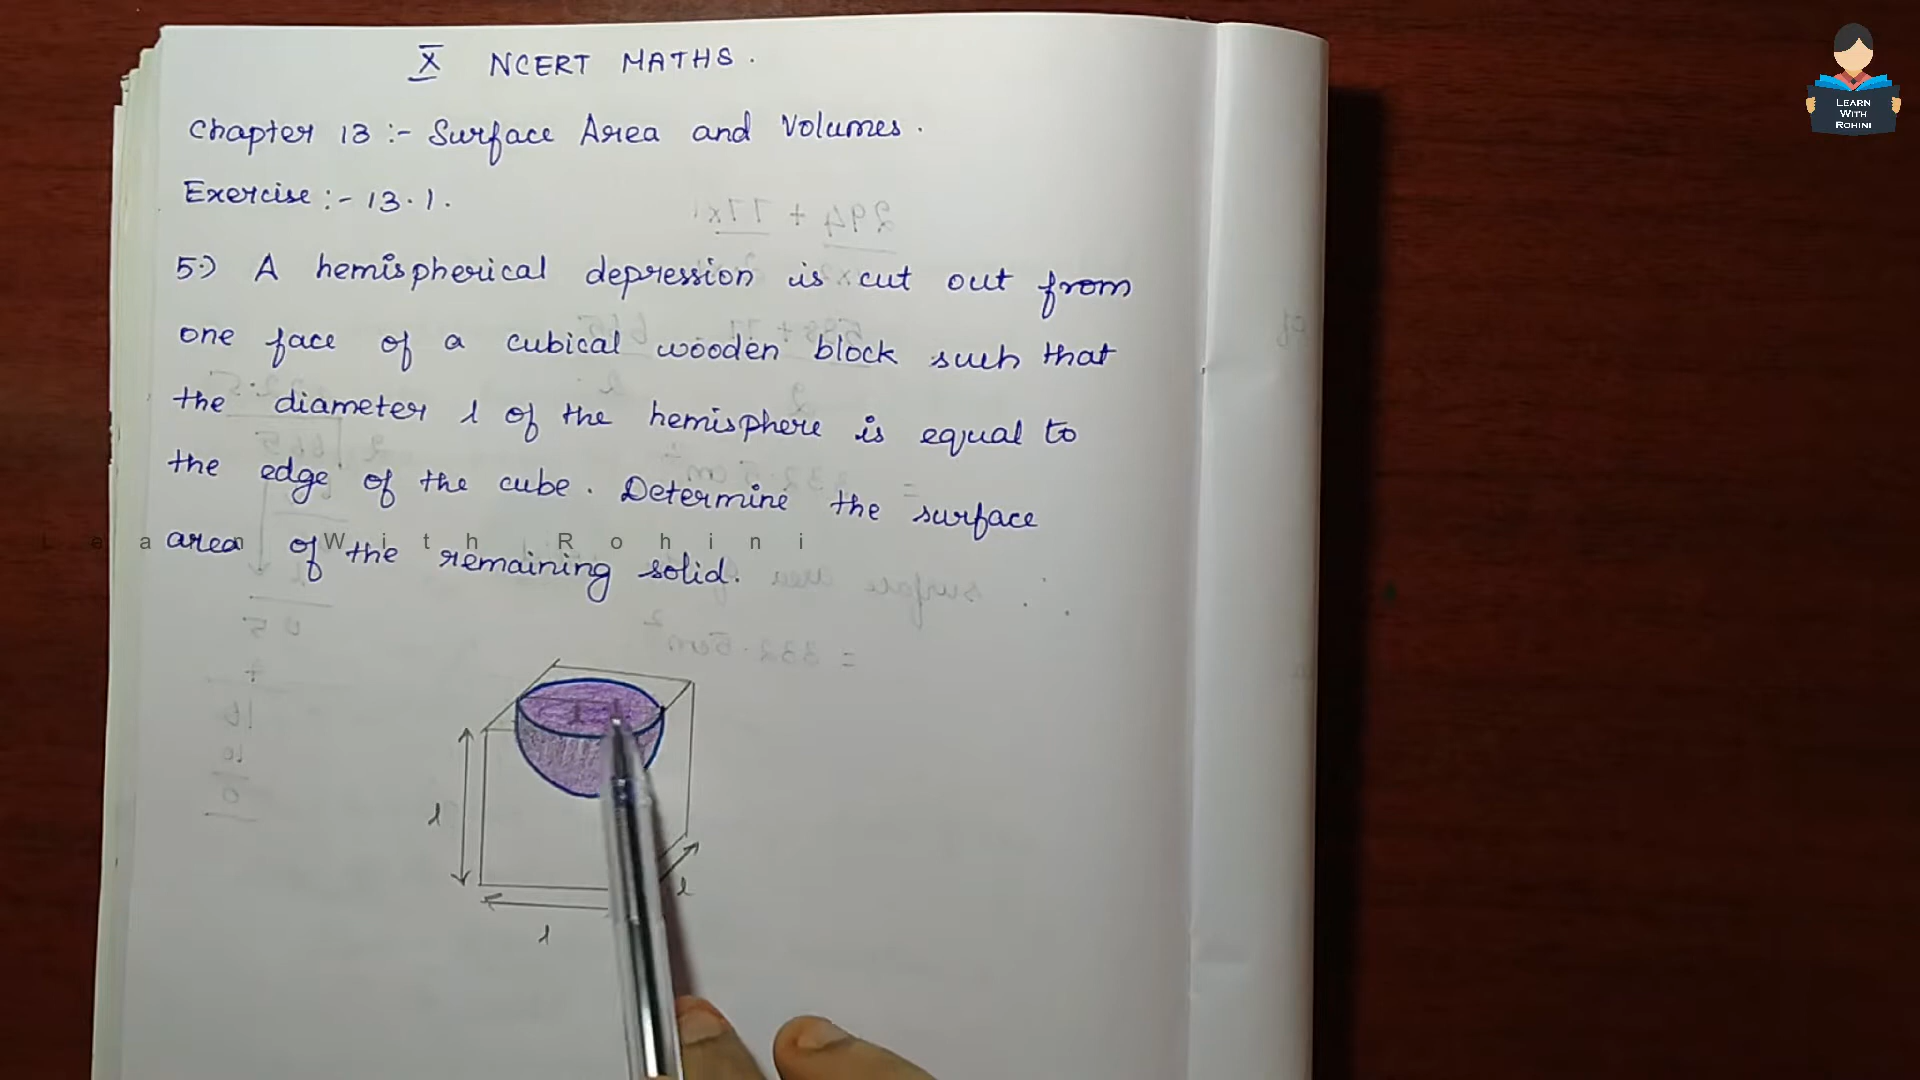 X NCERT MATHS.
Chapter 13 :- Surface Area and Volumes.
Exercise :- 13.1.
5:) A hemispherical depression is cut out from
one face of a cubical wooden block such that
the diameter l of the hemisphere is equal to
the edge of the cube. Determine the surface
area of the remaining solid.
Learn With Rohini
l
l
l
l
LEARN
WITH
ROHINI